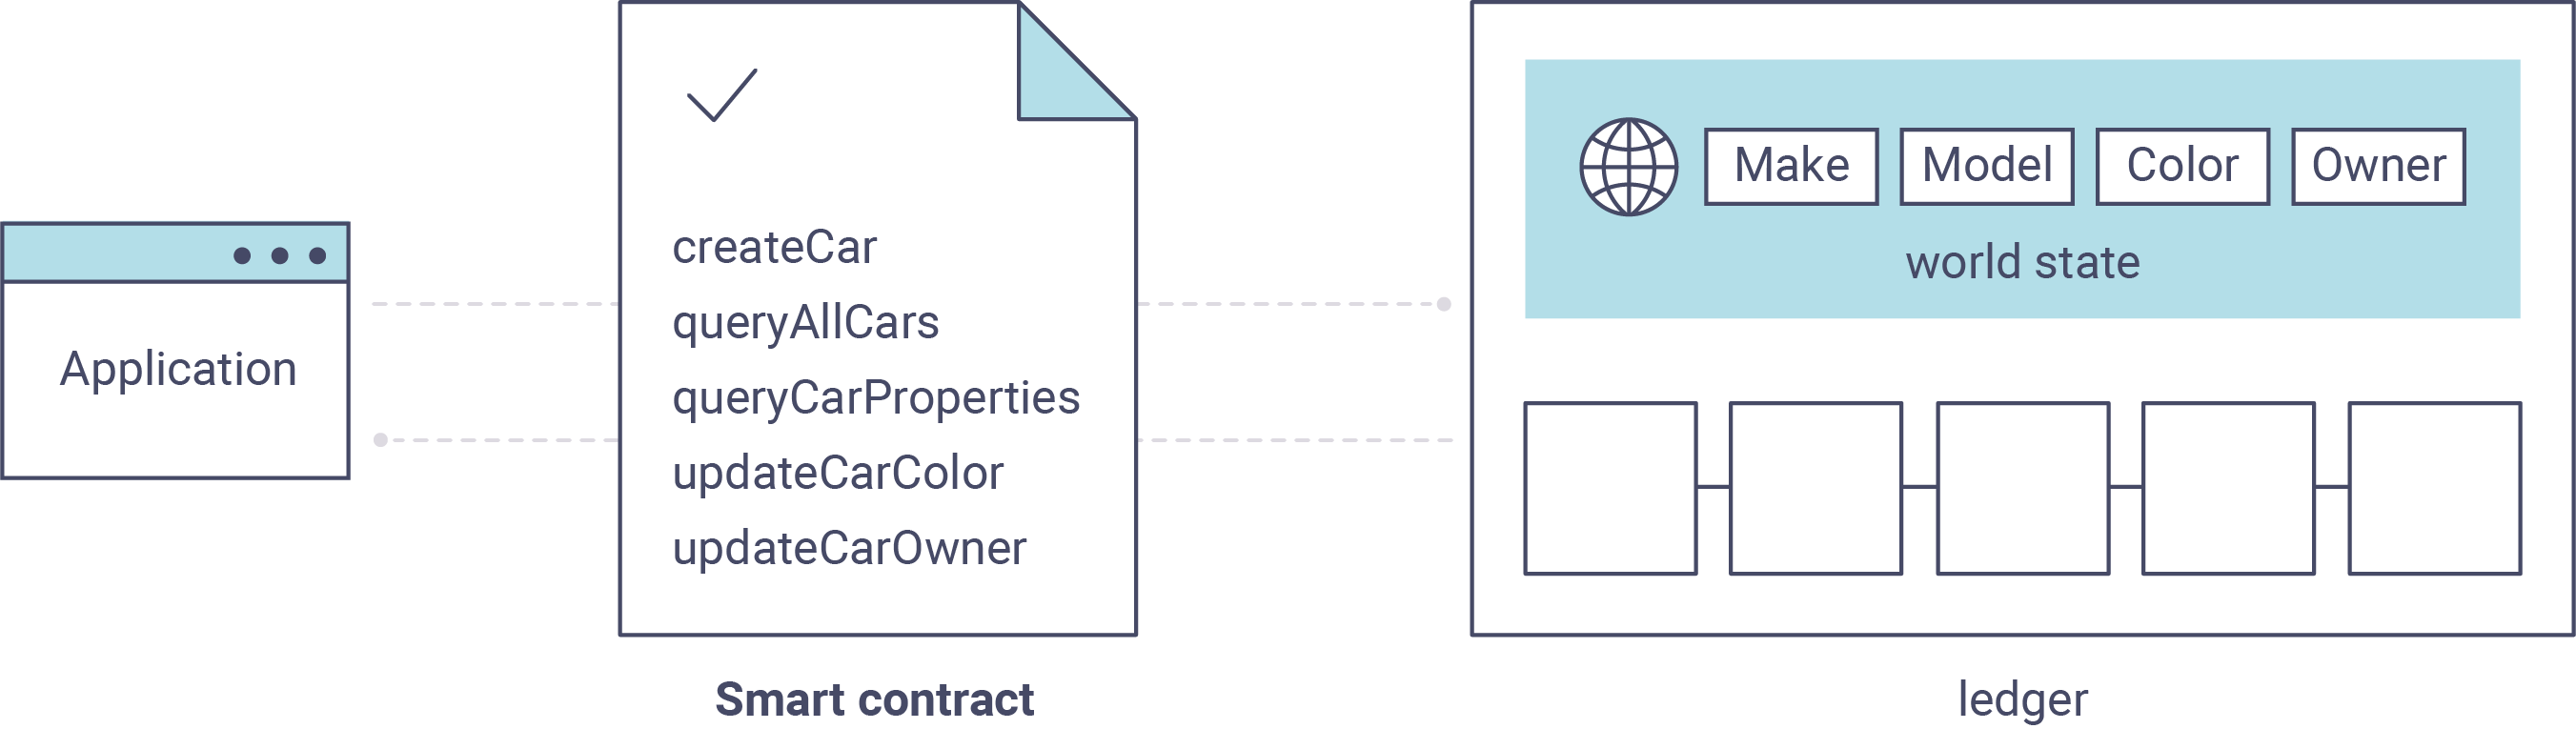 Application
createCar
queryAllCars
queryCarProperties
updateCarColor
updateCarOwner
Smart contract
Make Model Color Owner
world state
ledger